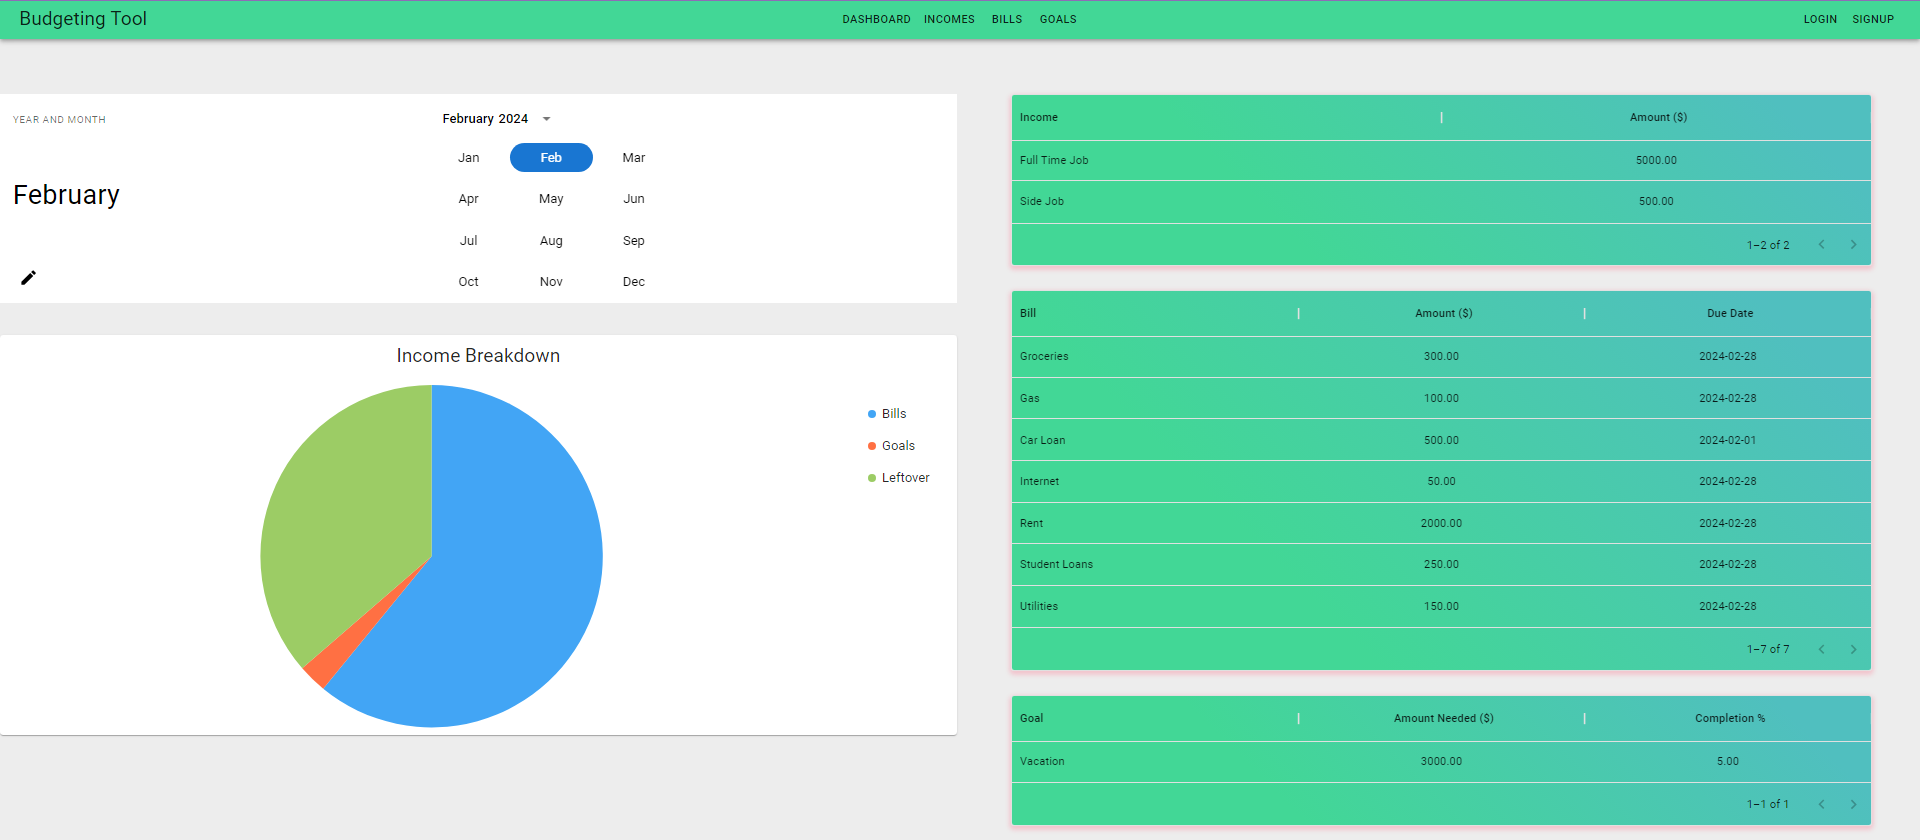 Budgeting Tool
DASHBOARD INCOMES BILLS GOALS
LOGIN SIGNUP
YEAR AND MONTH
February
February 2024
Jan Feb Mar
Apr May Jun
Jul Aug Sep
Oct Nov Dec
Income Breakdown
Bills
Goals
Leftover
Income Amount ($)
Full Time Job 5000.00
Side Job 500.00
1–2 of 2
Bill Amount ($) Due Date
Groceries 300.00 2024-02-28
Gas 100.00 2024-02-28
Car Loan 500.00 2024-02-01
Internet 50.00 2024-02-28
Rent 2000.00 2024-02-28
Student Loans 250.00 2024-02-28
Utilities 150.00 2024-02-28
1–7 of 7
Goal Amount Needed ($) Completion %
Vacation 3000.00 5.00
1–1 of 1